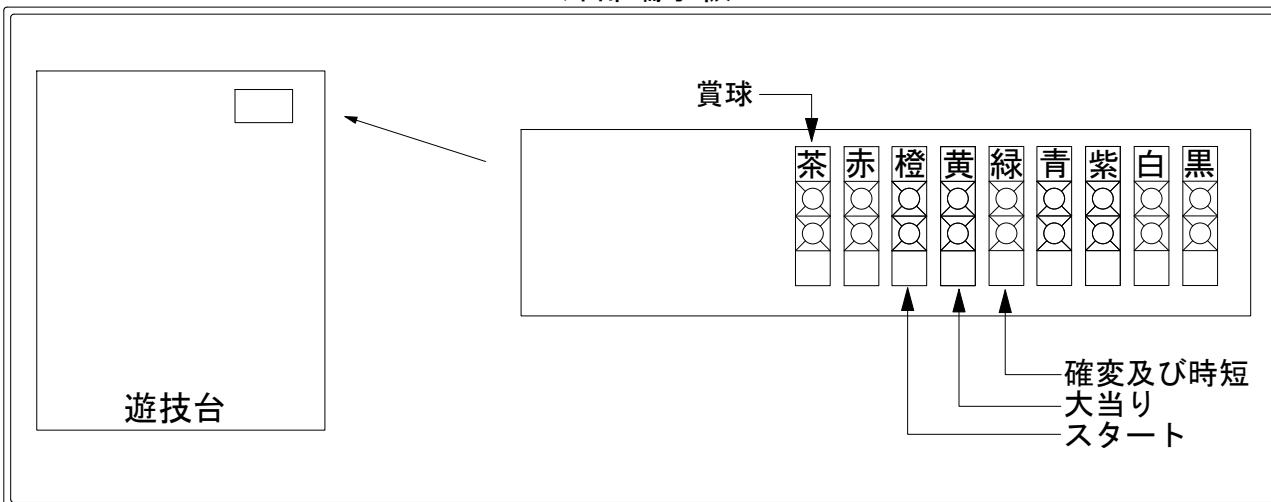 賞球
茶 赤 橙 黄 緑 青 紫 白 黒
確変及び時短
大当り
スタート
遊技台